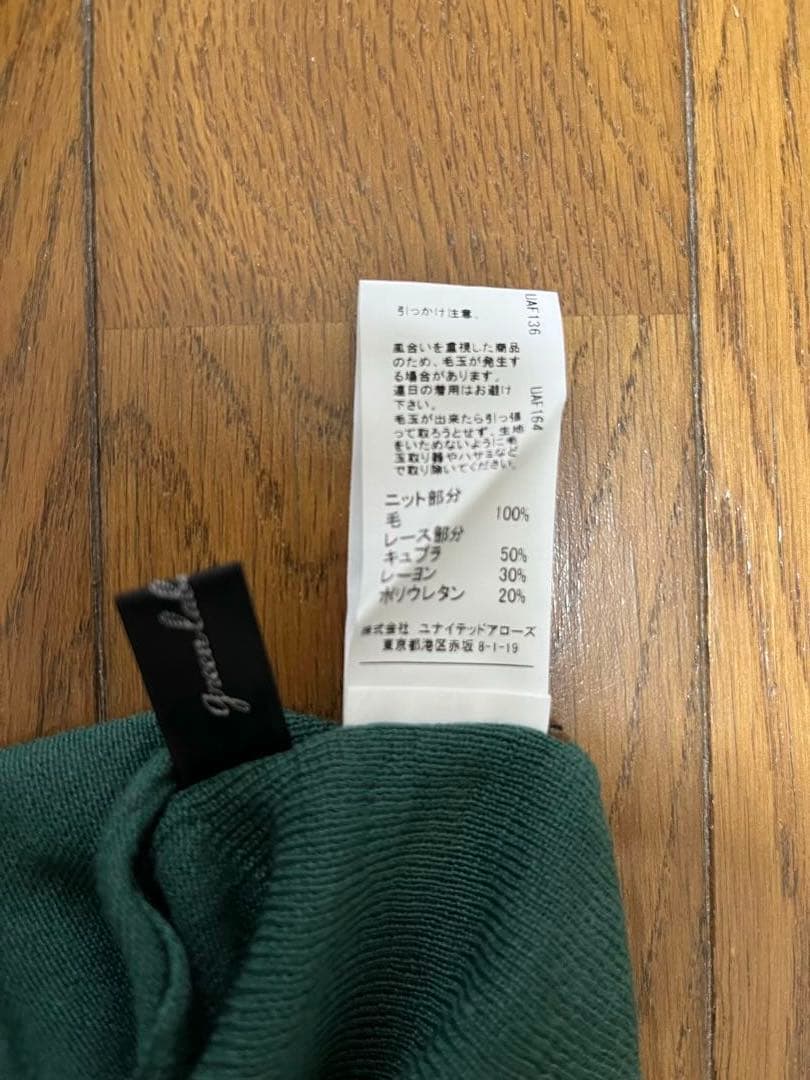 引っかけ注意。
UAF136
風合いを重視した商品
のため、毛玉が発生す
る場合があります。
連日の着用はお避け
下さい。
UAF164
毛玉が出来たら引っ張
って取ろうとせず、生地
をいためないように毛
玉取り器やハサミなど
で取り除いてください。
ニット部分
毛 100%
レース部分
キュプラ 50%
レーヨン 30%
ポリウレタン 20%
株式会社 ユナイテッドアローズ
東京都港区赤坂 8-1-19
green